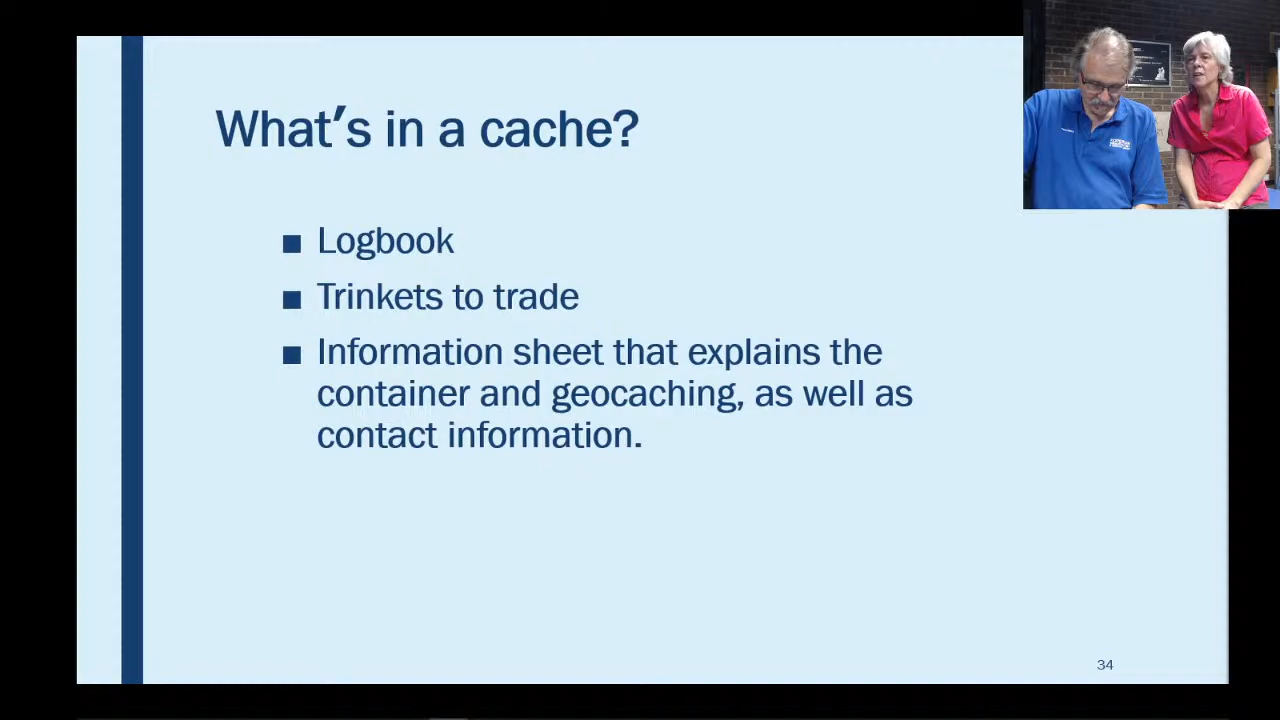 What's in a cache?
■ Logbook
■ Trinkets to trade
■ Information sheet that explains the
container and geocaching, as well as
contact information.
34